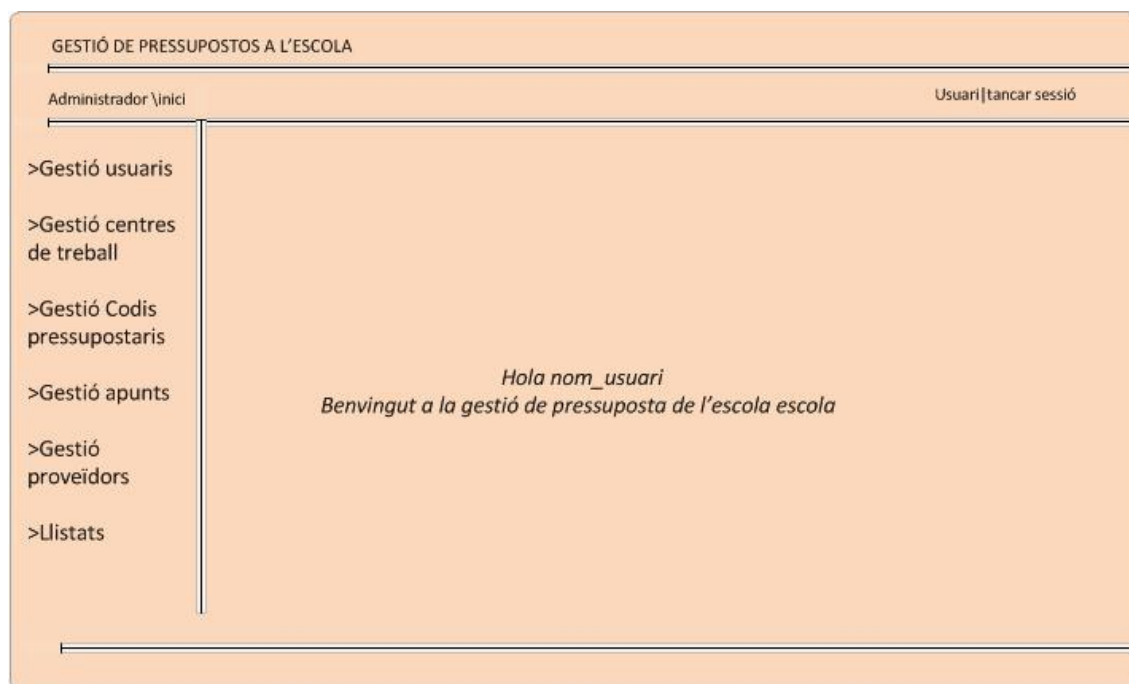 GESTIÓ DE PRESSUPOSTOS A L'ESCOLA
Administrador \inici
Usuari|tancar sessió
>Gestió usuaris
>Gestió centres
de treball
>Gestió Codis
pressupostaris
>Gestió apunts
>Gestió
proveïdors
>Llistats
Hola nom_usuari
Benvingut a la gestió de pressuposta de l'escola escola